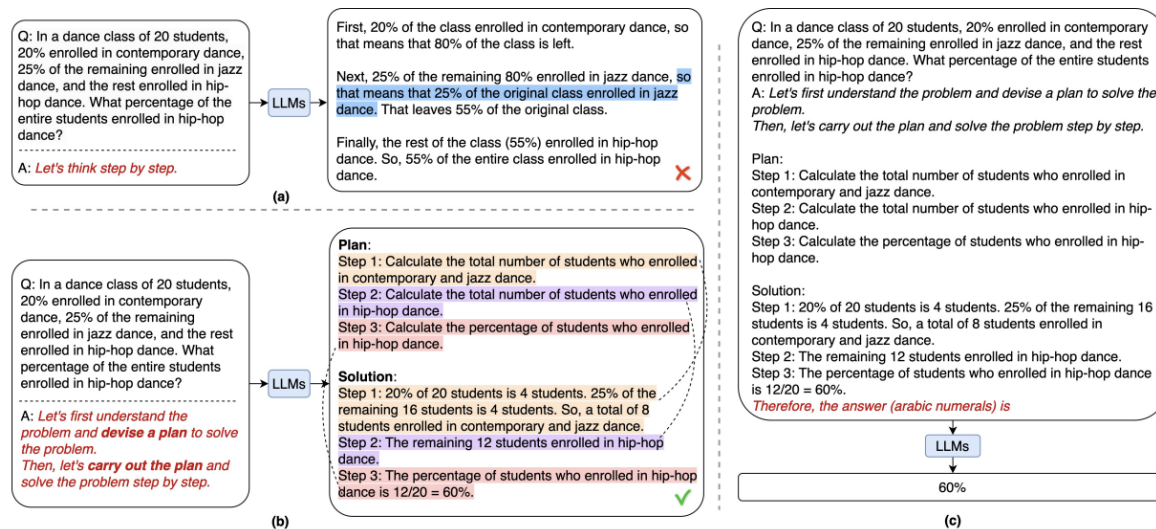 Q: In a dance class of 20 students,
20% enrolled in contemporary dance,
25% of the remaining enrolled in jazz
dance, and the rest enrolled in hip-
hop dance. What percentage of the
entire students enrolled in hip-hop
dance?
A: Let's think step by step.
LLMs
First, 20% of the class enrolled in contemporary dance, so
that means that 80% of the class is left.
Next, 25% of the remaining 80% enrolled in jazz dance, so
that means that 25% of the original class enrolled in jazz
dance. That leaves 55% of the original class.
Finally, the rest of the class (55%) enrolled in hip-hop
dance. So, 55% of the entire class enrolled in hip-hop
dance.
(a)
Q: In a dance class of 20 students,
20% enrolled in contemporary
dance, 25% of the remaining
enrolled in jazz dance, and the rest
enrolled in hip-hop dance. What
percentage of the entire students
enrolled in hip-hop dance?
A: Let's first understand the
problem and devise a plan to solve
the problem.
Then, let's carry out the plan and
solve the problem step by step.
LLMs
Plan:
Step 1: Calculate the total number of students who enrolled
in contemporary and jazz dance.
Step 2: Calculate the total number of students who enrolled
in hip-hop dance.
Step 3: Calculate the percentage of students who enrolled
in hip-hop dance.
Solution:
Step 1: 20% of 20 students is 4 students. 25% of the
remaining 16 students is 4 students. So, a total of 8
students enrolled in contemporary and jazz dance.
Step 2: The remaining 12 students enrolled in hip-hop
dance.
Step 3: The percentage of students who enrolled in hip-hop
dance is 12/20 = 60%.
(b)
Q: In a dance class of 20 students, 20% enrolled in contemporary
dance, 25% of the remaining enrolled in jazz dance, and the rest
enrolled in hip-hop dance. What percentage of the entire students
enrolled in hip-hop dance?
A: Let's first understand the problem and devise a plan to solve the
problem.
Then, let's carry out the plan and solve the problem step by step.
Plan:
Step 1: Calculate the total number of students who enrolled in
contemporary and jazz dance.
Step 2: Calculate the total number of students who enrolled in hip-
hop dance.
Step 3: Calculate the percentage of students who enrolled in hip-
hop dance.
Solution:
Step 1: 20% of 20 students is 4 students. 25% of the remaining 16
students is 4 students. So, a total of 8 students enrolled in
contemporary and jazz dance.
Step 2: The remaining 12 students enrolled in hip-hop dance.
Step 3: The percentage of students who enrolled in hip-hop dance
is 12/20 = 60%.
Therefore, the answer (arabic numerals) is
LLMs
60%
(c)